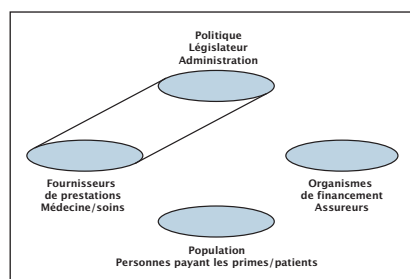 Politique
Législateur
Administration
Fournisseurs
de prestations
Médecine/soins
Organismes
de financement
Assureurs
Population
Personnes payant les primes/patients